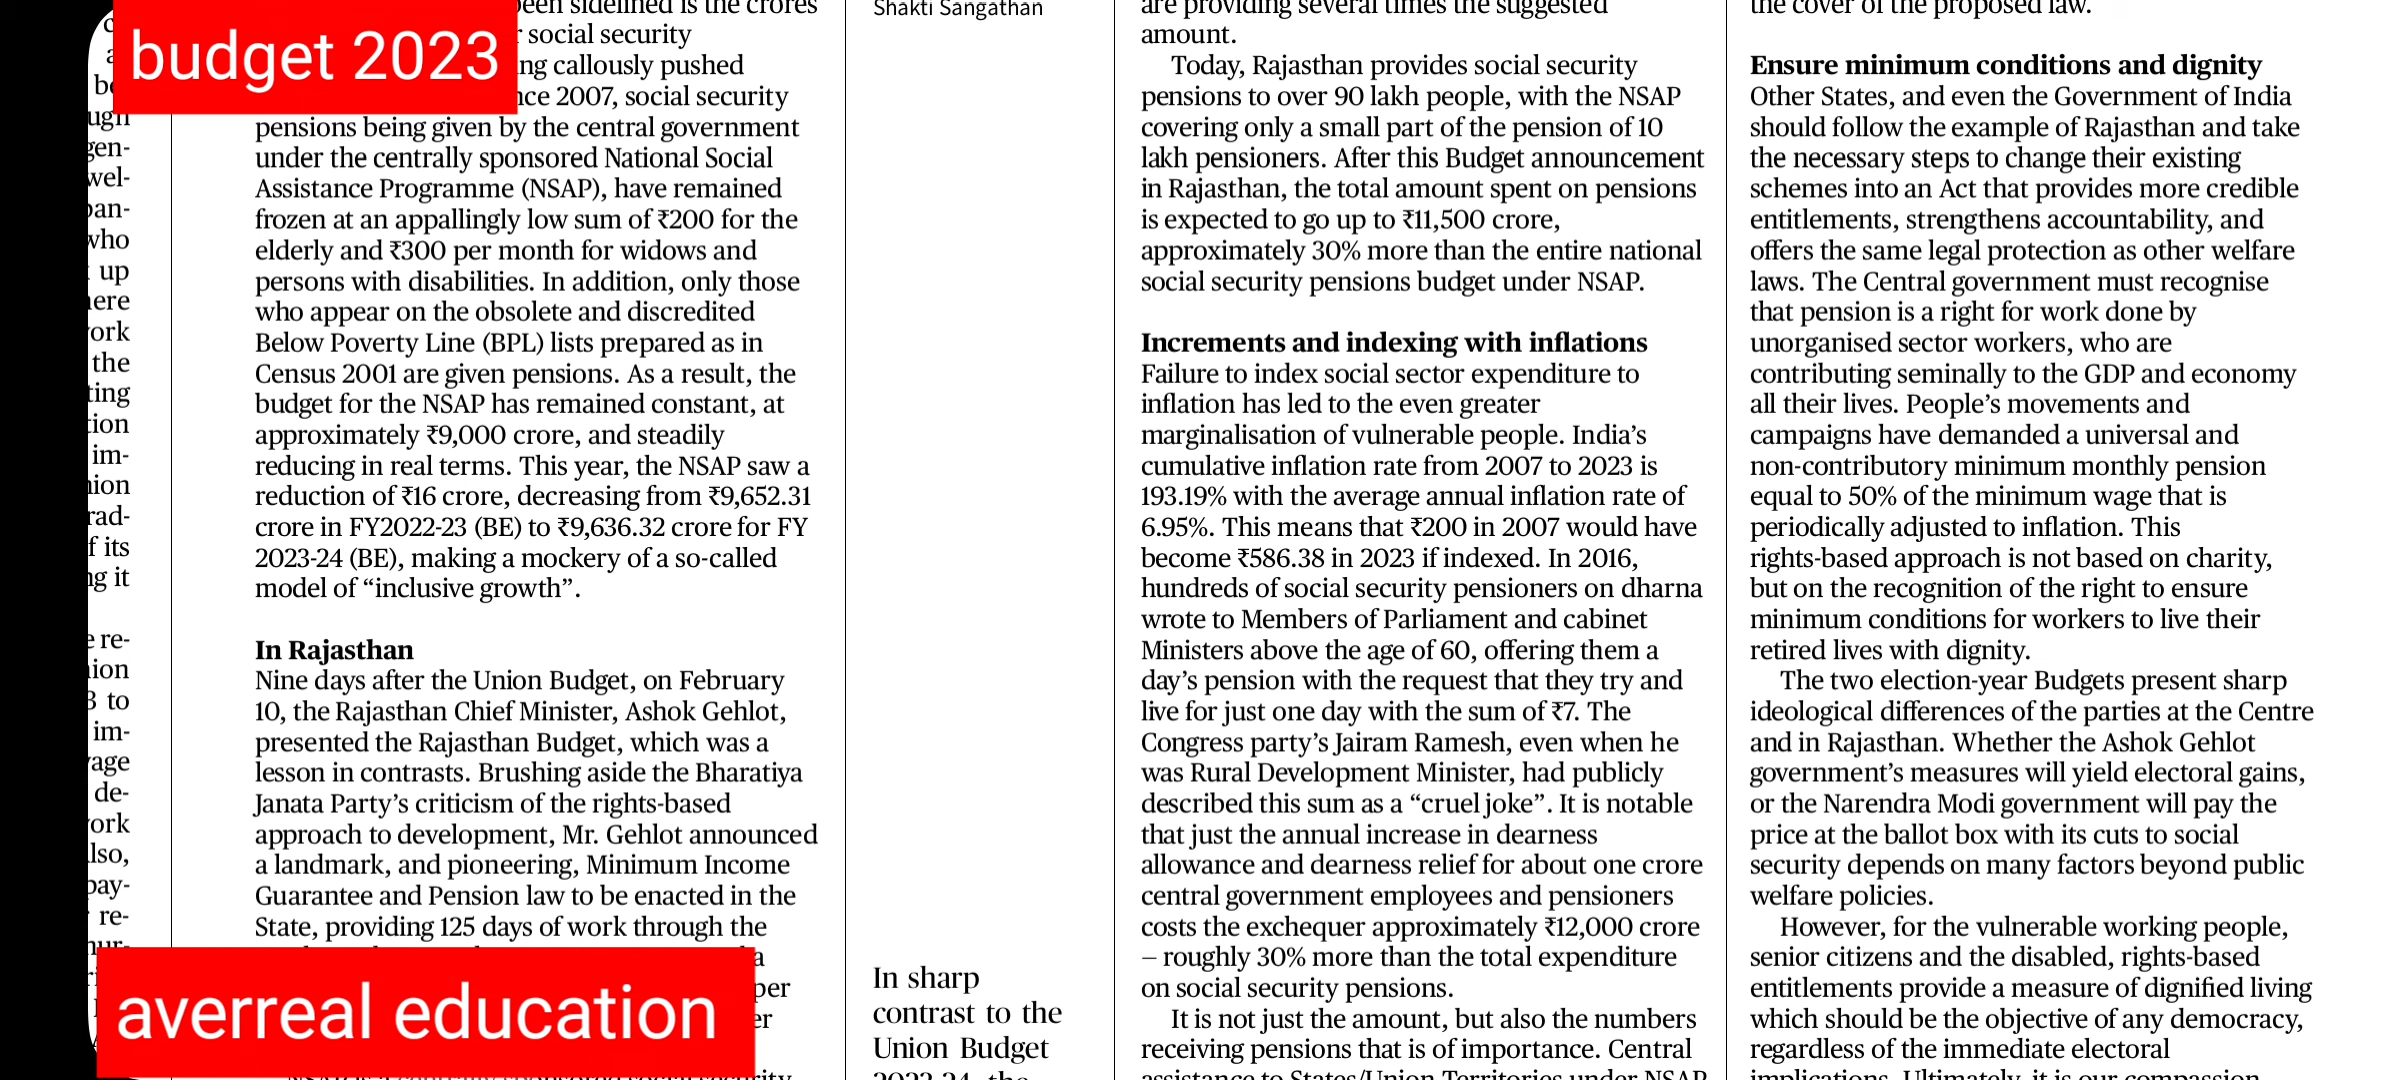 budget 2023
been sidelined is the crores
social security
ng callously pushed
nce 2007, social security
pensions being given by the central government
under the centrally sponsored National Social
Assistance Programme (NSAP), have remained
frozen at an appallingly low sum of ₹200 for the
elderly and ₹300 per month for widows and
persons with disabilities. In addition, only those
who appear on the obsolete and discredited
Below Poverty Line (BPL) lists prepared as in
Census 2001 are given pensions. As a result, the
budget for the NSAP has remained constant, at
approximately ₹9,000 crore, and steadily
reducing in real terms. This year, the NSAP saw a
reduction of ₹16 crore, decreasing from ₹9,652.31
crore in FY2022-23 (BE) to ₹9,636.32 crore for FY
2023-24 (BE), making a mockery of a so-called
model of “inclusive growth”.
In Rajasthan
Nine days after the Union Budget, on February
10, the Rajasthan Chief Minister, Ashok Gehlot,
presented the Rajasthan Budget, which was a
lesson in contrasts. Brushing aside the Bharatiya
Janata Party’s criticism of the rights-based
approach to development, Mr. Gehlot announced
a landmark, and pioneering, Minimum Income
Guarantee and Pension law to be enacted in the
State, providing 125 days of work through the
a
per
er
averreal education
Shakti Sangathan
In sharp
contrast to the
Union Budget
2023-24, the
are providing several times the suggested
amount.
Today, Rajasthan provides social security
pensions to over 90 lakh people, with the NSAP
covering only a small part of the pension of 10
lakh pensioners. After this Budget announcement
in Rajasthan, the total amount spent on pensions
is expected to go up to ₹11,500 crore,
approximately 30% more than the entire national
social security pensions budget under NSAP.
Increments and indexing with inflations
Failure to index social sector expenditure to
inflation has led to the even greater
marginalisation of vulnerable people. India’s
cumulative inflation rate from 2007 to 2023 is
193.19% with the average annual inflation rate of
6.95%. This means that ₹200 in 2007 would have
become ₹586.38 in 2023 if indexed. In 2016,
hundreds of social security pensioners on dharna
wrote to Members of Parliament and cabinet
Ministers above the age of 60, offering them a
day’s pension with the request that they try and
live for just one day with the sum of ₹7. The
Congress party’s Jairam Ramesh, even when he
was Rural Development Minister, had publicly
described this sum as a “cruel joke”. It is notable
that just the annual increase in dearness
allowance and dearness relief for about one crore
central government employees and pensioners
costs the exchequer approximately ₹12,000 crore
– roughly 30% more than the total expenditure
on social security pensions.
It is not just the amount, but also the numbers
receiving pensions that is of importance. Central
assistance to States/Union Territories under NSAP
the cover of the proposed law.
Ensure minimum conditions and dignity
Other States, and even the Government of India
should follow the example of Rajasthan and take
the necessary steps to change their existing
schemes into an Act that provides more credible
entitlements, strengthens accountability, and
offers the same legal protection as other welfare
laws. The Central government must recognise
that pension is a right for work done by
unorganised sector workers, who are
contributing seminally to the GDP and economy
all their lives. People’s movements and
campaigns have demanded a universal and
non-contributory minimum monthly pension
equal to 50% of the minimum wage that is
periodically adjusted to inflation. This
rights-based approach is not based on charity,
but on the recognition of the right to ensure
minimum conditions for workers to live their
retired lives with dignity.
The two election-year Budgets present sharp
ideological differences of the parties at the Centre
and in Rajasthan. Whether the Ashok Gehlot
government’s measures will yield electoral gains,
or the Narendra Modi government will pay the
price at the ballot box with its cuts to social
security depends on many factors beyond public
welfare policies.
However, for the vulnerable working people,
senior citizens and the disabled, rights-based
entitlements provide a measure of dignified living
which should be the objective of any democracy,
regardless of the immediate electoral
implications. Ultimately, it is our compassion